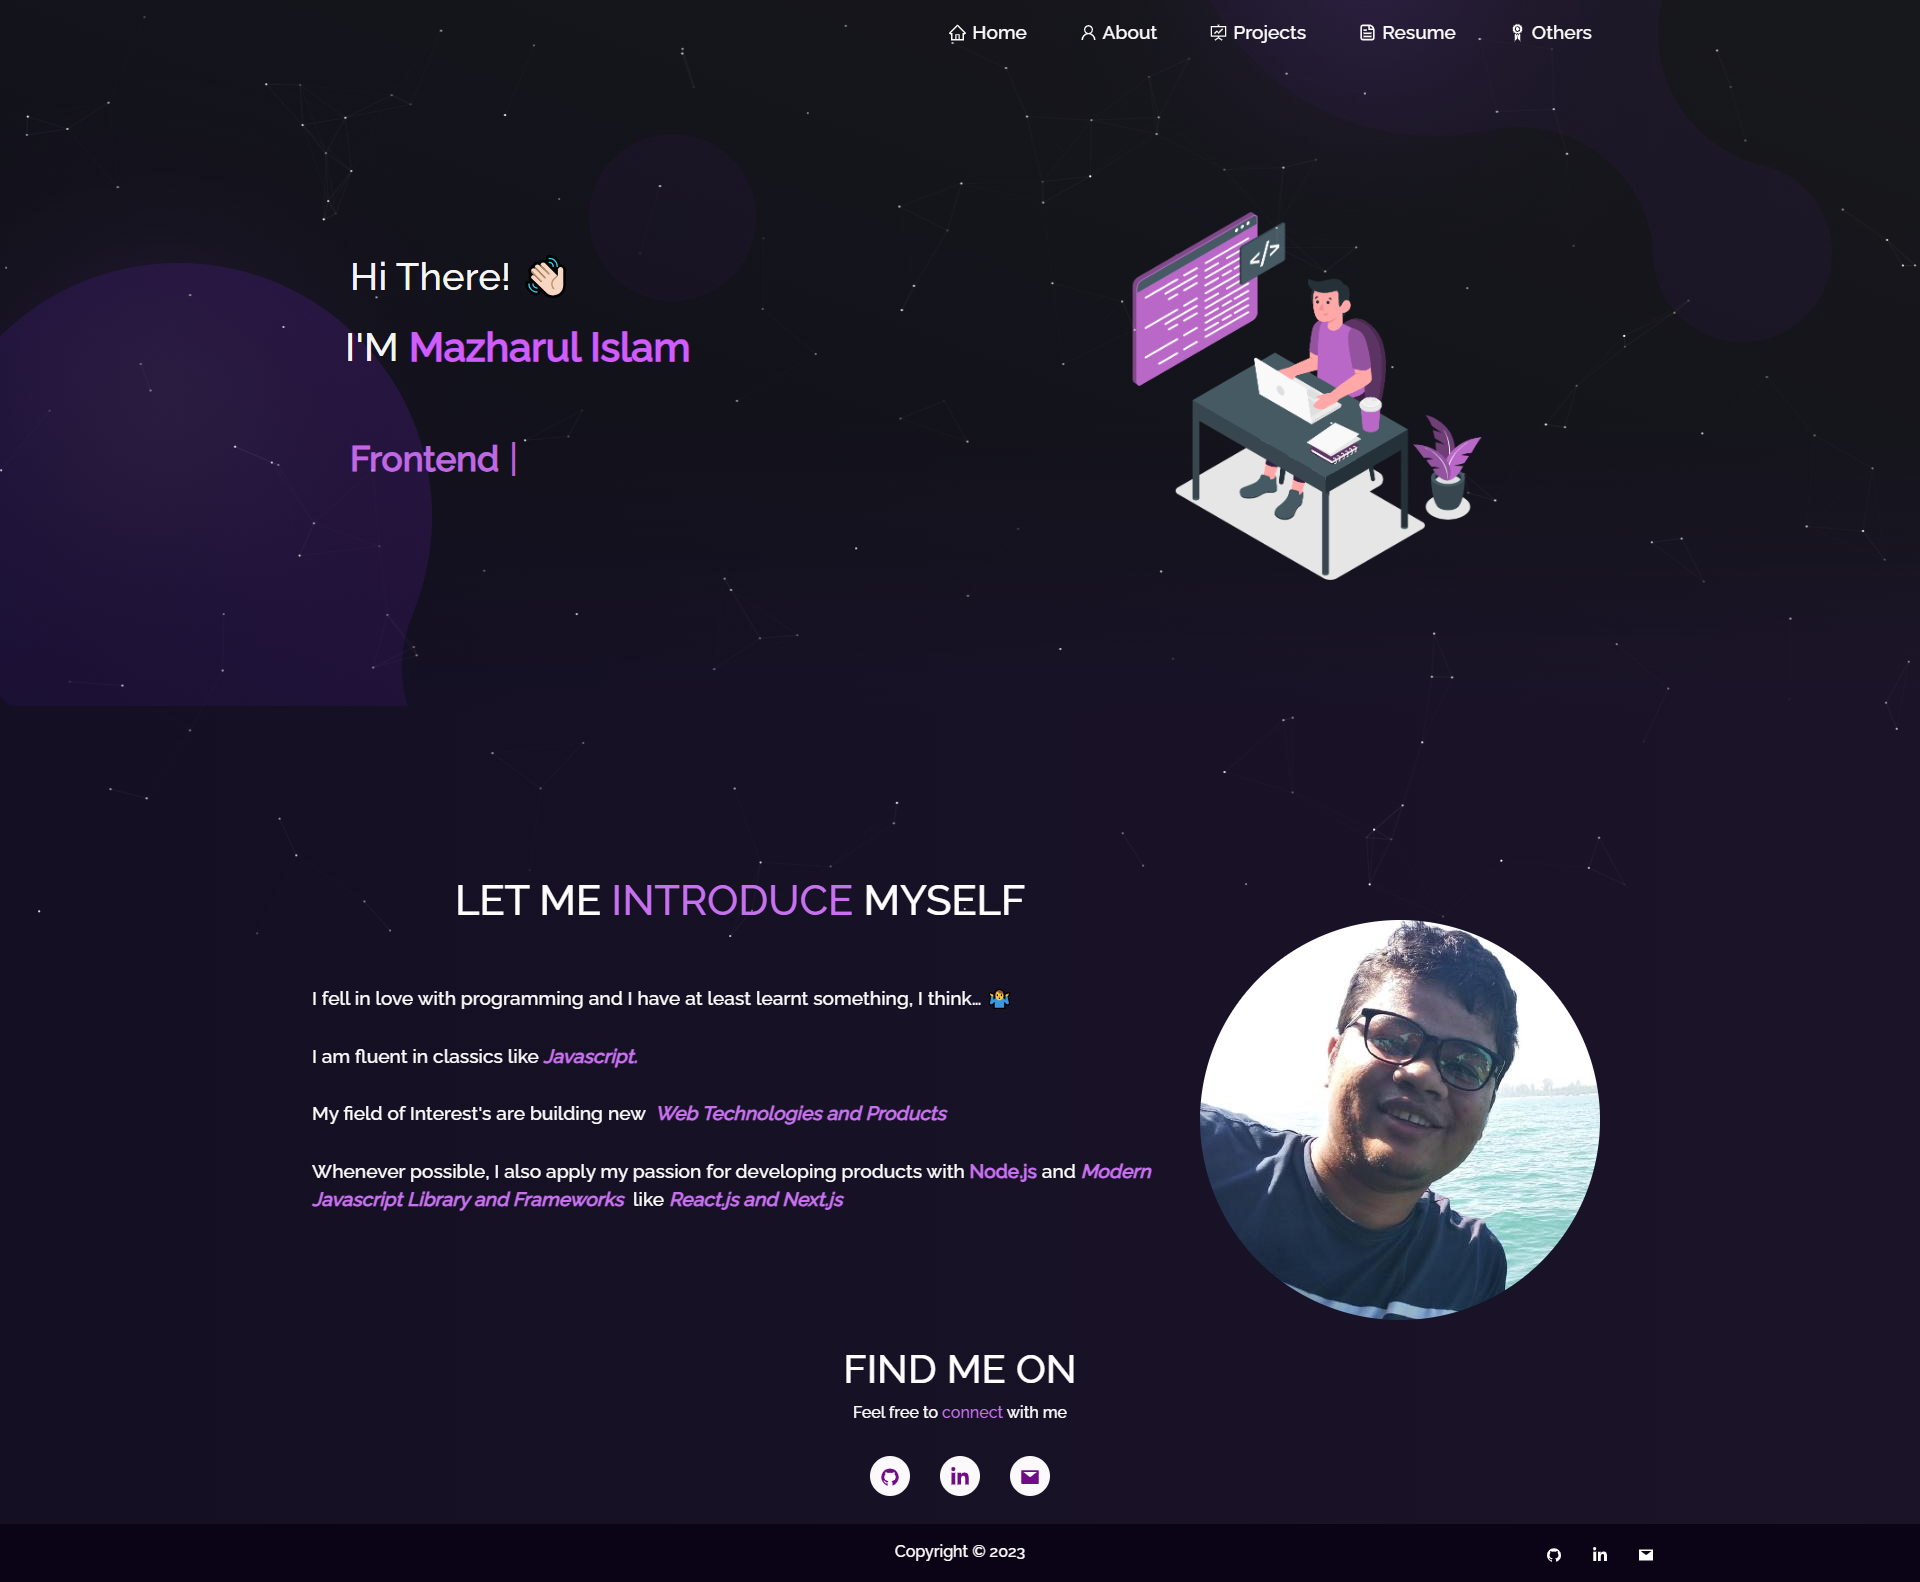 Home About Projects Resume Others
</>
Hi There! 👋🏻
I'M Mazharul Islam
Frontend |
LET ME INTRODUCE MYSELF
I fell in love with programming and I have at least learnt something, I think… 🤷‍♂️
I am fluent in classics like Javascript.
My field of Interest's are building new Web Technologies and Products
Whenever possible, I also apply my passion for developing products with Node.js and Modern
Javascript Library and Frameworks like React.js and Next.js
FIND ME ON
Feel free to connect with me
in
Copyright © 2023
in